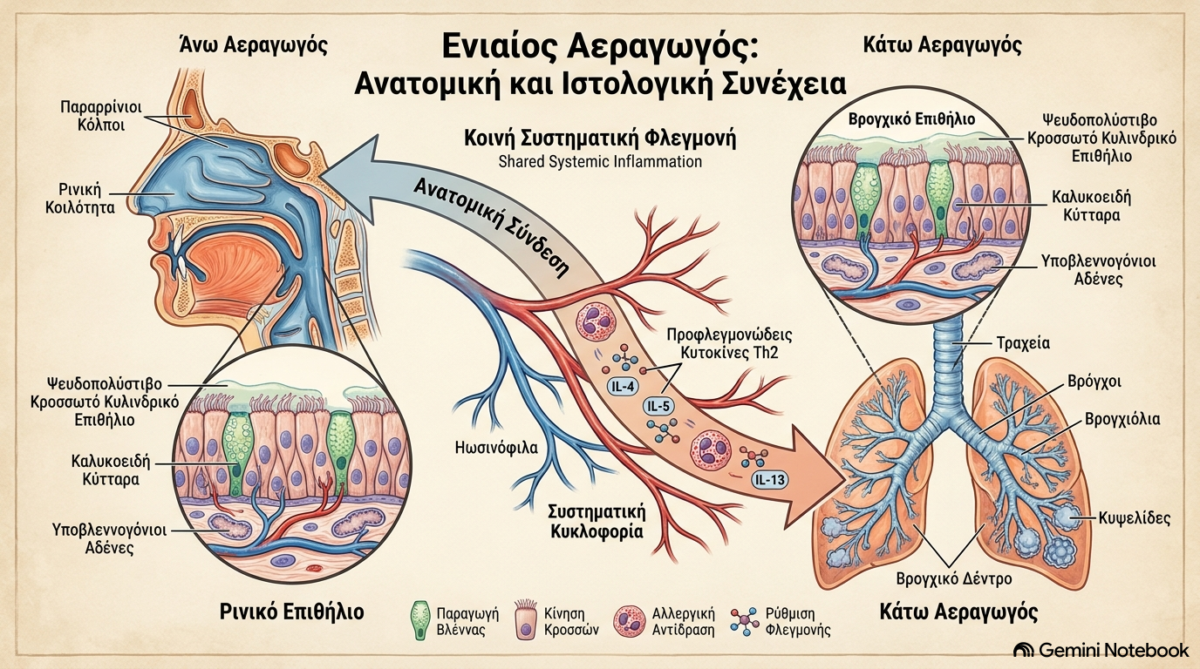 Άνω Αεραγωγός
Ενιαίος Αεραγωγός:
Ανατομική και Ιστολογική Συνέχεια
Κάτω Αεραγωγός
Παραρρίνιοι
Κόλποι
Ρινική
Κοιλότητα
Κοινή Συστηματική Φλεγμονή
Shared Systemic Inflammation
Ανατομική Σύνδεση
Βρογχικό Επιθήλιο
Ψευδοπολύστιβο
Κροσσωτό Κυλινδρικό
Επιθήλιο
Καλυκοειδή
Κύτταρα
Υποβλεννογόνιοι
Αδένες
Προφλεγμονώδεις
Κυτοκίνες Th2
IL-4
IL-5
IL-13
Ηωσινόφιλα
Συστηματική
Κυκλοφορία
Τραχεία
Βρόγχοι
Βρογχιόλια
Κυψελίδες
Βρογχικό Δέντρο
Κάτω Αεραγωγός
Ψευδοπολύστιβο
Κροσσωτό Κυλινδρικό
Επιθήλιο
Καλυκοειδή
Κύτταρα
Υποβλεννογόνιοι
Αδένες
Ρινικό Επιθήλιο
Παραγωγή
Βλέννας
Κίνηση
Κροσσών
Αλλεργική
Αντίδραση
Ρύθμιση
Φλεγμονής
Gemini Notebook